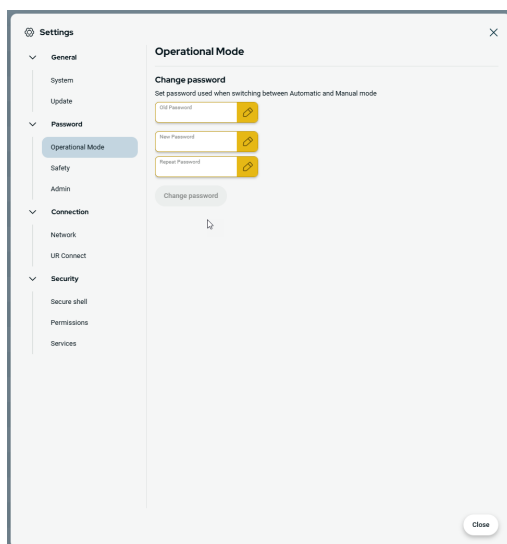 Settings
General
System
Update
Password
Operational Mode
Safety
Admin
Connection
Network
UR Connect
Security
Secure shell
Permissions
Services
Operational Mode
Change password
Set password used when switching between Automatic and Manual mode
Old Password
New Password
Repeat Password
Change password
Close